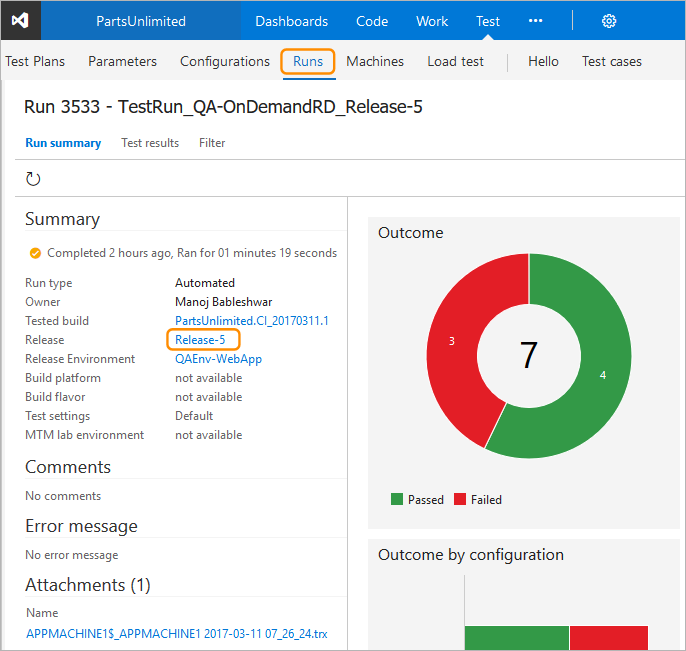 PartsUnlimited Dashboards Code Work Test •••
Test Plans Parameters Configurations Runs Machines Load test Hello Test cases
Run 3533 - TestRun_QA-OnDemandRD_Release-5
Run summary Test results Filter
Summary
Completed 2 hours ago, Ran for 01 minutes 19 seconds
Run type Automated
Owner Manoj Bableshwar
Tested build PartsUnlimited.CI_20170311.1
Release Release-5
Release Environment QAEnv-WebApp
Build platform not available
Build flavor not available
Test settings Default
MTM lab environment not available
Comments
No comments
Error message
No error message
Attachments (1)
Name
APPMACHINE1$_APPMACHINE1 2017-03-11 07_26_24.trx
Outcome
3
7
4
Passed Failed
Outcome by configuration